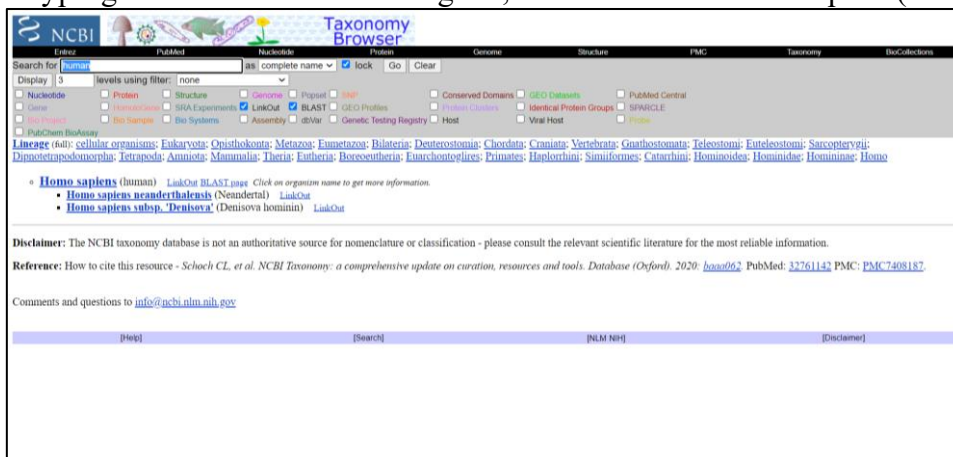 NCBI
Taxonomy
Browser
Entrez PubMed Nucleotide Protein Genome Structure PMC Taxonomy BioCollections
Search for human as complete name lock Go Clear
Display 3 levels using filter: none
Nucleotide Protein Structure Genome Popset SNP Conserved Domains GEO Datasets PubMed Central
Gene HomoloGene SRA Experiments LinkOut BLAST GEO Profiles Protein Clusters Identical Protein Groups SPARCLE
Bio Project Bio Sample Bio Systems Assembly dbVar Genetic Testing Registry Host Viral Host Probe
PubChem BioAssay
Lineage (full): cellular organisms; Eukaryota; Opisthokonta; Metazoa; Eumetazoa; Bilateria; Deuterostomia; Chordata; Craniata; Vertebrata; Gnathostomata; Teleostomi; Euteleostomi; Sarcopterygii;
Dipnotetrapodomorpha; Tetrapoda; Amniota; Mammalia; Theria; Eutheria; Boreoeutheria; Euarchontoglires; Primates; Haplorrhini; Simiiformes; Catarrhini; Hominoidea; Hominidae; Homininae; Homo
Homo sapiens (human) LinkOut BLAST page Click on organism name to get more information.
Homo sapiens neanderthalensis (Neandertal) LinkOut
Homo sapiens subsp. 'Denisova' (Denisova hominin) LinkOut
Disclaimer: The NCBI taxonomy database is not an authoritative source for nomenclature or classification - please consult the relevant scientific literature for the most reliable information.
Reference: How to cite this resource - Schoch CL, et al. NCBI Taxonomy: a comprehensive update on curation, resources and tools. Database (Oxford). 2020: baaa062. PubMed: 32761142 PMC: PMC7408187.
Comments and questions to info@ncbi.nlm.nih.gov
[Help] [Search] [NLM NIH] [Disclaimer]